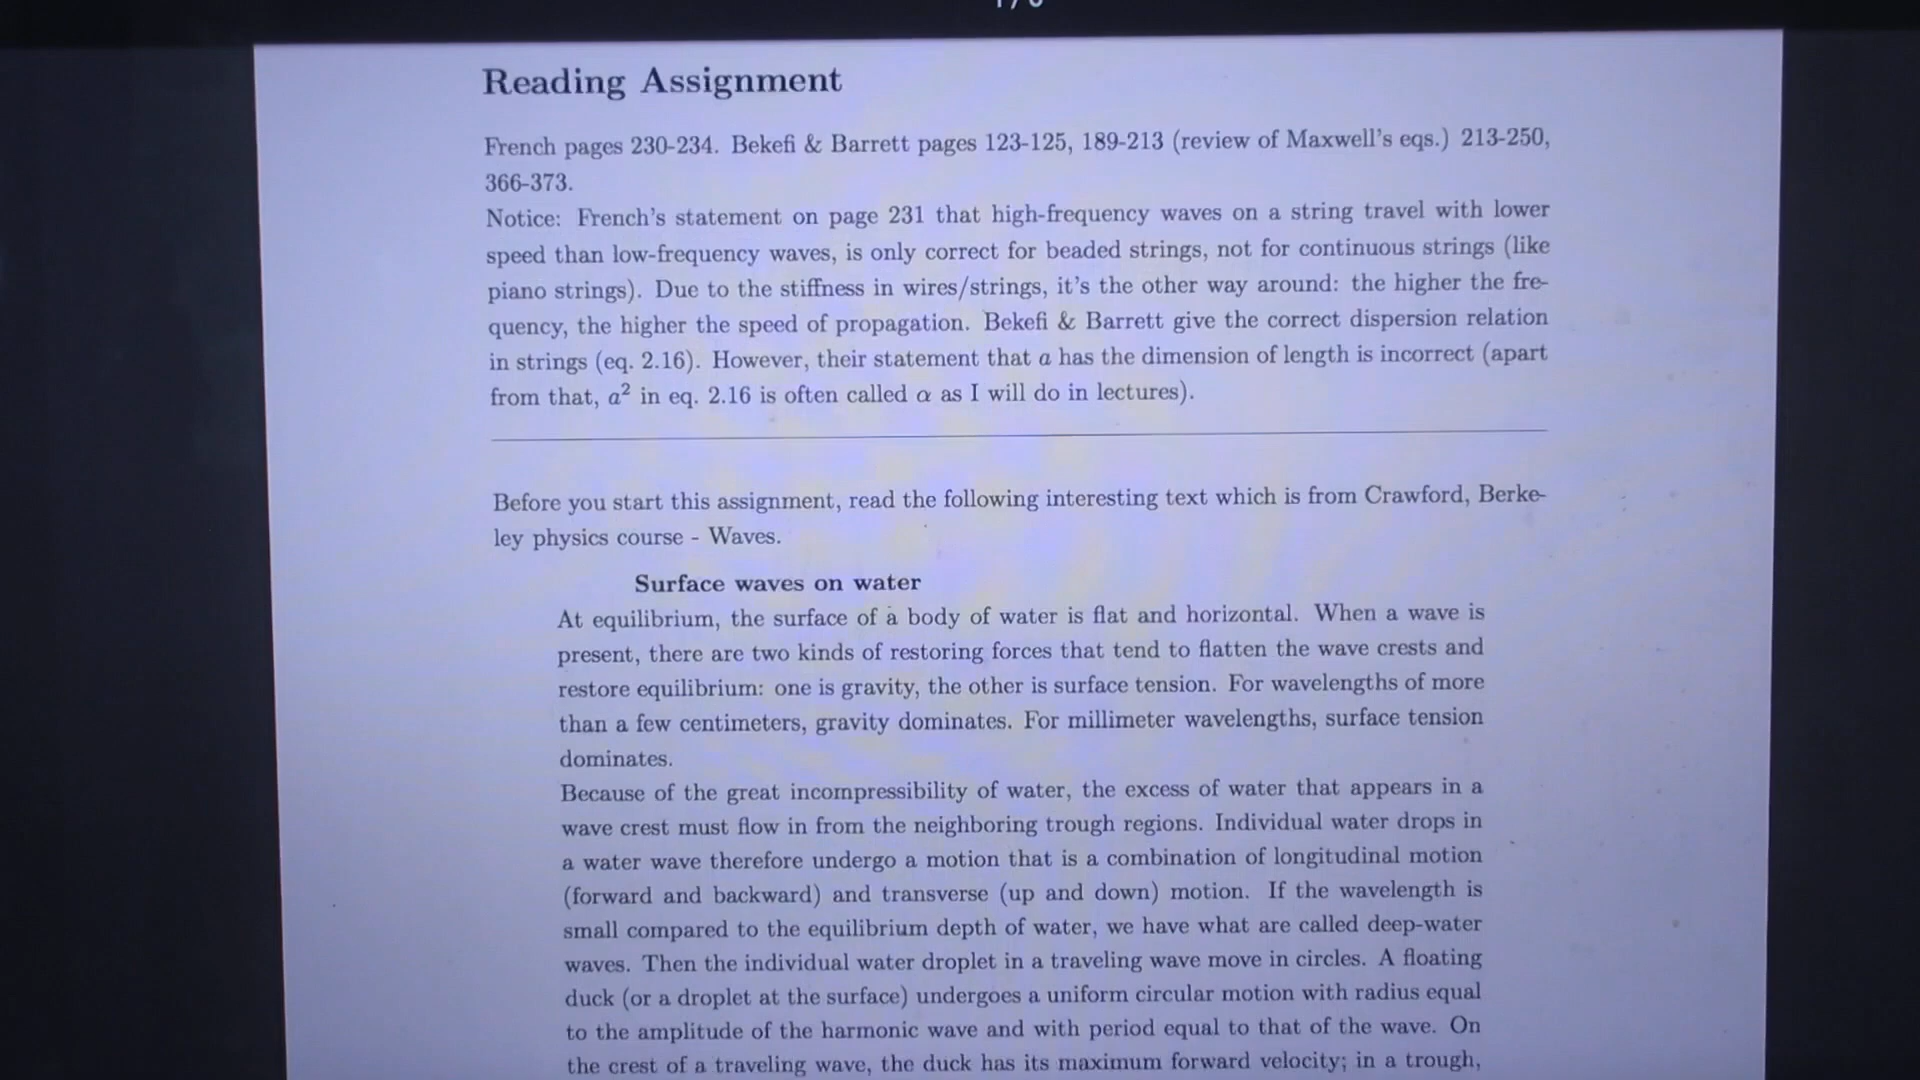 Reading Assignment
French pages 230-234. Bekefi & Barrett pages 123-125, 189-213 (review of Maxwell's eqs.) 213-250,
366-373.
Notice: French's statement on page 231 that high-frequency waves on a string travel with lower
speed than low-frequency waves, is only correct for beaded strings, not for continuous strings (like
piano strings). Due to the stiffness in wires/strings, it's the other way around: the higher the fre-
quency, the higher the speed of propagation. Bekefi & Barrett give the correct dispersion relation
in strings (eq. 2.16). However, their statement that a has the dimension of length is incorrect (apart
from that, a² in eq. 2.16 is often called α as I will do in lectures).
Before you start this assignment, read the following interesting text which is from Crawford, Berke-
ley physics course - Waves.
Surface waves on water
At equilibrium, the surface of a body of water is flat and horizontal. When a wave is
present, there are two kinds of restoring forces that tend to flatten the wave crests and
restore equilibrium: one is gravity, the other is surface tension. For wavelengths of more
than a few centimeters, gravity dominates. For millimeter wavelengths, surface tension
dominates.
Because of the great incompressibility of water, the excess of water that appears in a
wave crest must flow in from the neighboring trough regions. Individual water drops in
a water wave therefore undergo a motion that is a combination of longitudinal motion
(forward and backward) and transverse (up and down) motion. If the wavelength is
small compared to the equilibrium depth of water, we have what are called deep-water
waves. Then the individual water droplet in a traveling wave move in circles. A floating
duck (or a droplet at the surface) undergoes a uniform circular motion with radius equal
to the amplitude of the harmonic wave and with period equal to that of the wave. On
the crest of a traveling wave, the duck has its maximum forward velocity; in a trough,